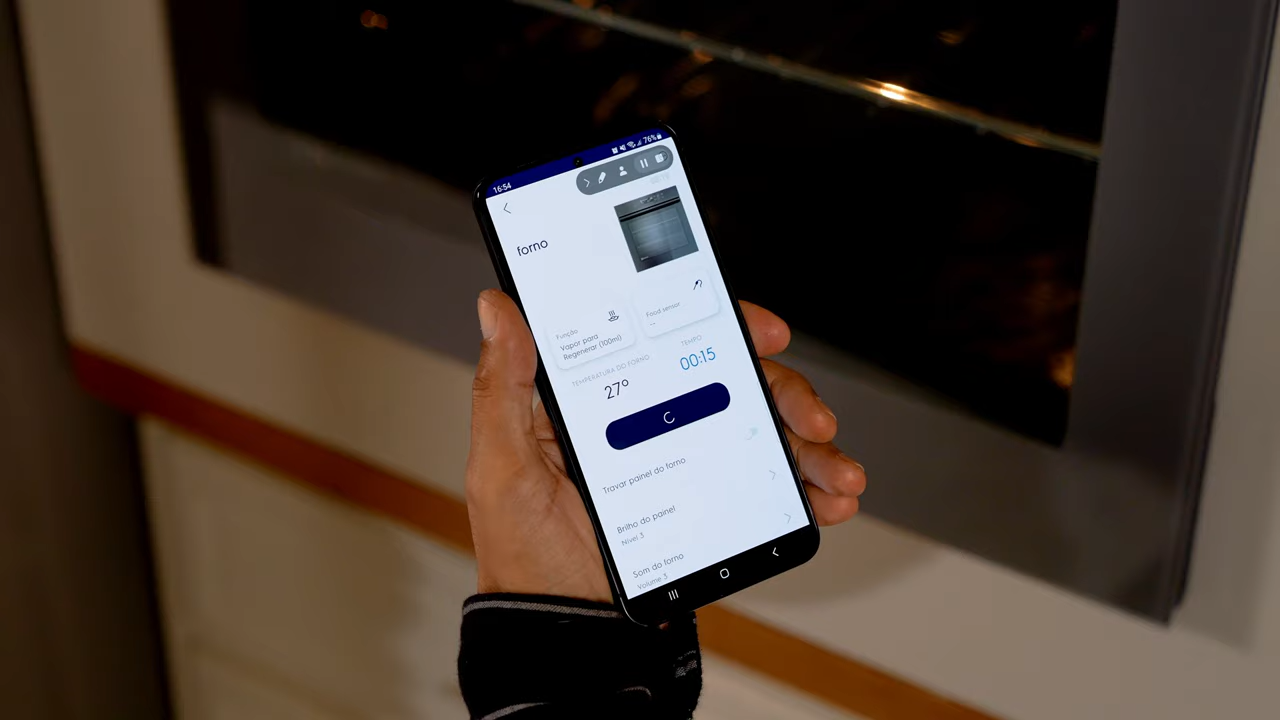 16:54
76%
forno
Função
Vapor para
Regenerar (100ml)
Food sensor
--
TEMPERATURA DO FORNO
27°
TEMPO
00:15
Travar painel do forno
Brilho do painel
Nível 3
Som do forno
Volume 3